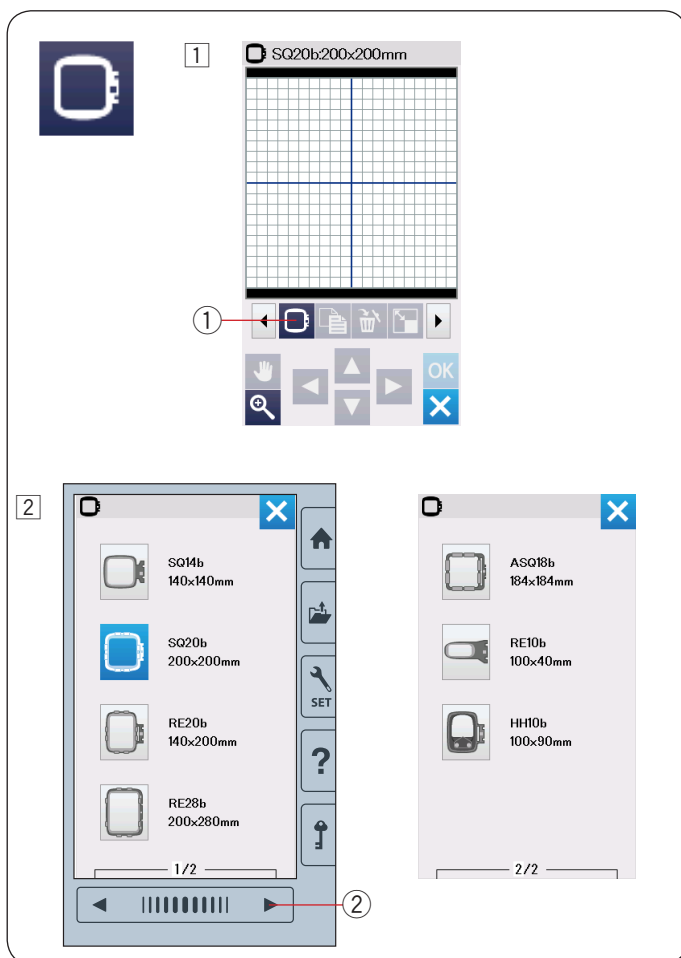 1
SQ20b:200x200mm
1
OK
2
SQ14b
140x140mm
SQ20b
200x200mm
RE20b
140x200mm
RE28b
200x280mm
1/2
SET
?
2
ASQ18b
184x184mm
RE10b
100x40mm
HH10b
100x90mm
2/2